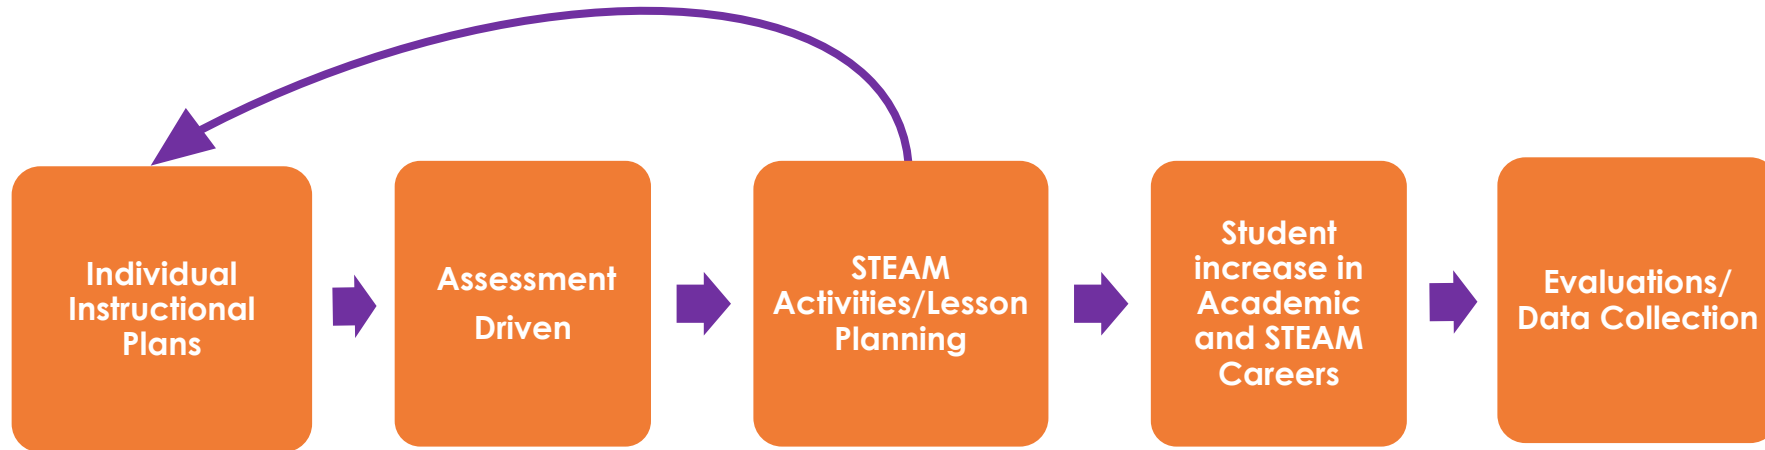 Individual
Instructional
Plans
Assessment
Driven
STEAM
Activities/Lesson
Planning
Student
increase in
Academic
and STEAM
Careers
Evaluations/
Data Collection